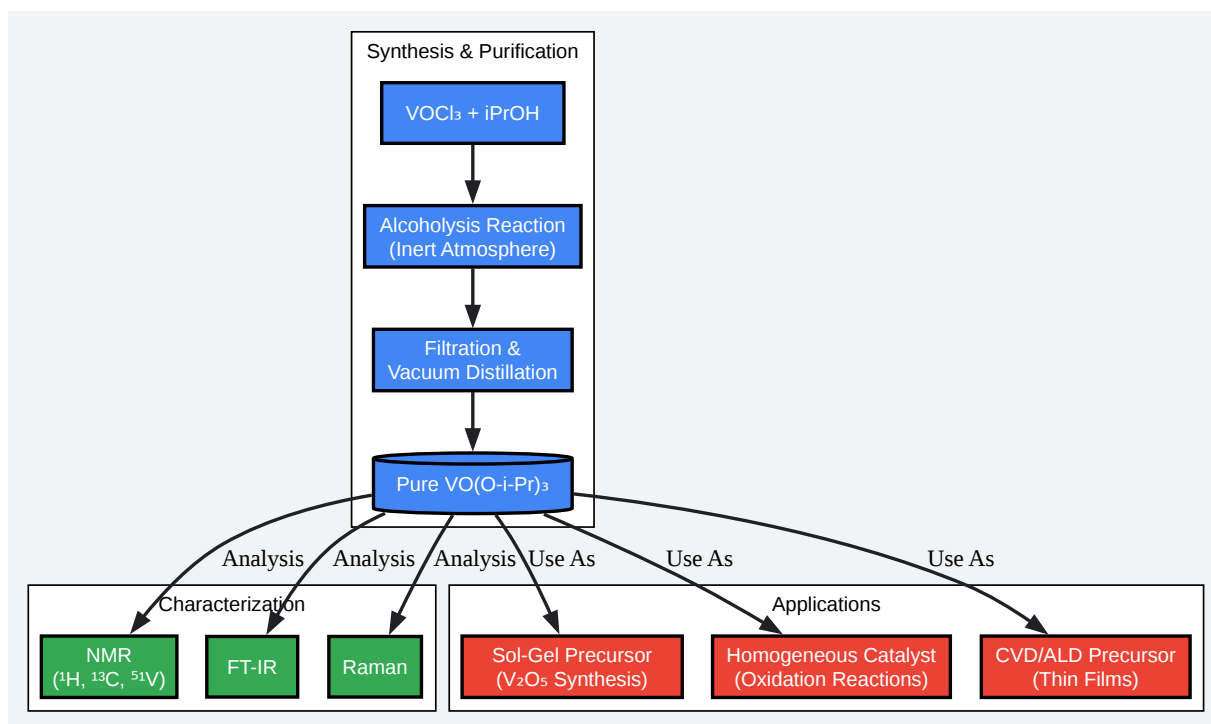 Synthesis & Purification
VOCl₃ + iPrOH
Alcoholysis Reaction
(Inert Atmosphere)
Filtration &
Vacuum Distillation
Pure VO(O-i-Pr)₃
Analysis
Analysis
Analysis
Use As
Use As
Use As
Characterization
NMR
(¹H, ¹³C, ⁵¹V)
FT-IR
Raman
Applications
Sol-Gel Precursor
(V₂O₅ Synthesis)
Homogeneous Catalyst
(Oxidation Reactions)
CVD/ALD Precursor
(Thin Films)